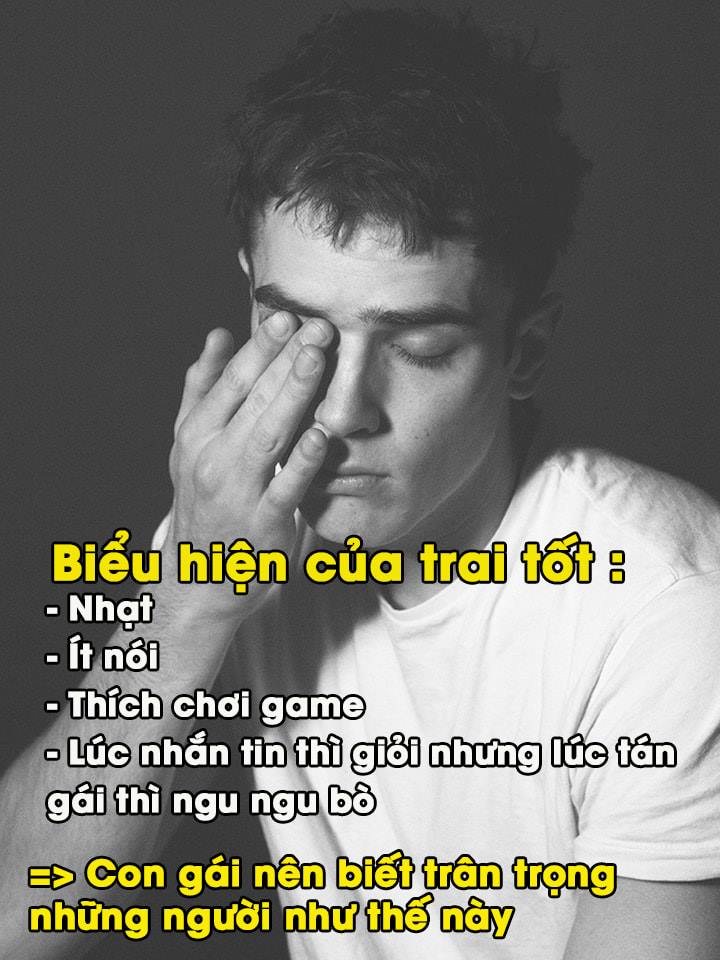 Biểu hiện của trai tốt :
- Nhạt
- Ít nói
- Thích chơi game
- Lúc nhắn tin thì giỏi nhưng lúc tán
gái thì ngu ngu bò
=> Con gái nên biết trân trọng
những người như thế này